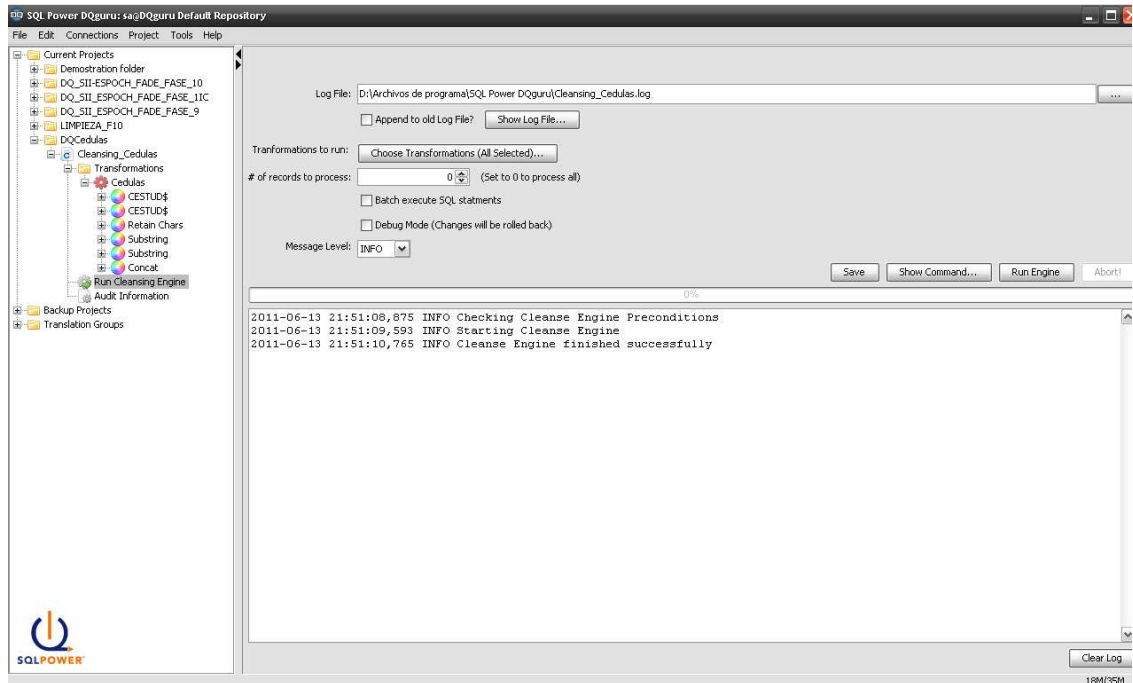 SQL Power DQguru: sa@DQguru Default Repository
File Edit Connections Project Tools Help
Current Projects
Demostration folder
DQ_SII-ESPOCH_FADE_FASE_10
DQ_SII_ESPOCH_FADE_FASE_1IC
DQ_SII_ESPOCH_FADE_FASE_9
LIMPIEZA_F10
DQCedulas
Cleansing_Cedulas
Transformations
Cedulas
CESTUD$
CESTUD$
Retain Chars
Substring
Substring
Concat
Run Cleansing Engine
Audit Information
Backup Projects
Translation Groups
SQLPOWER
Log File: D:\Archivos de programa\SQL Power DQguru\Cleansing_Cedulas.log ...
Append to old Log File? Show Log File...
Tranformations to run: Choose Transformations (All Selected)...
# of records to process: 0 (Set to 0 to process all)
Batch execute SQL statments
Debug Mode (Changes will be rolled back)
Message Level: INFO
Save Show Command... Run Engine Abort!
0%
2011-06-13 21:51:08,875 INFO Checking Cleanse Engine Preconditions
2011-06-13 21:51:09,593 INFO Starting Cleanse Engine
2011-06-13 21:51:10,765 INFO Cleanse Engine finished successfully
Clear Log
18M/35M